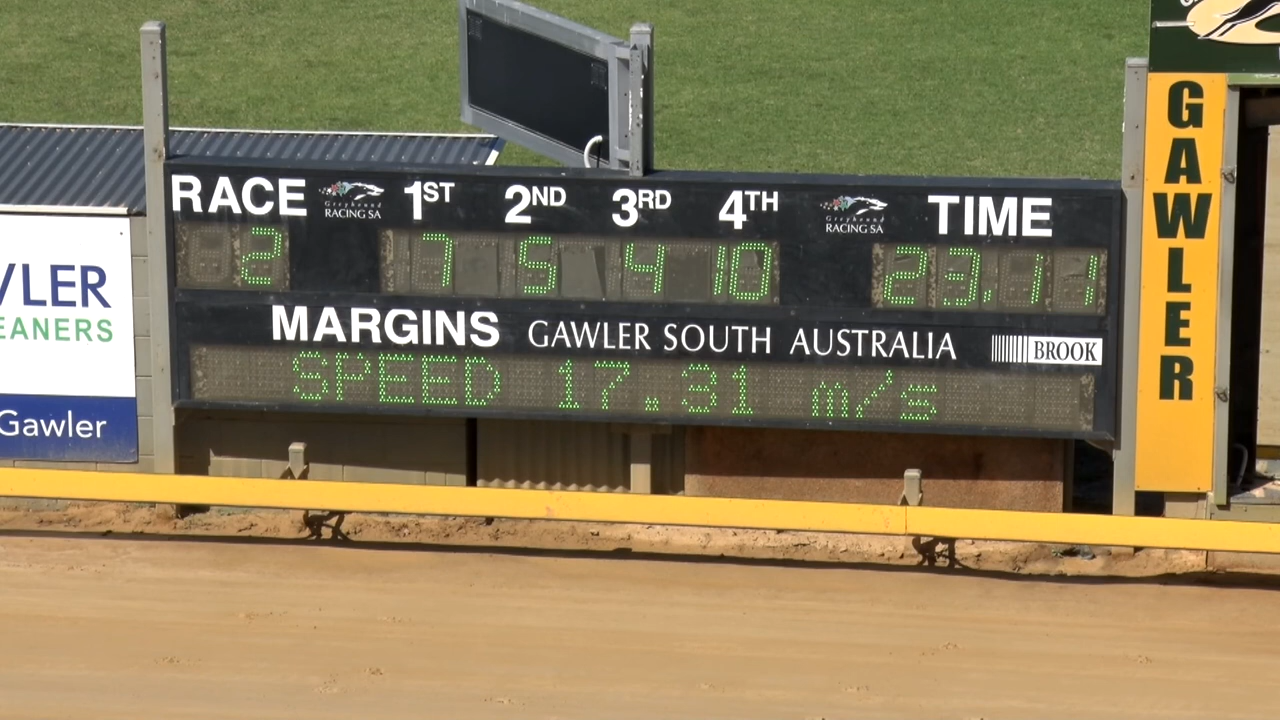 RACE 1ST 2ND 3RD 4TH TIME
Greyhound RACING SA
Greyhound RACING SA
2 7 5 4 10 23.11
MARGINS GAWLER SOUTH AUSTRALIA BROOK
SPEED 17.31 m/s
GAWLER
WLER
EANERS
Gawler